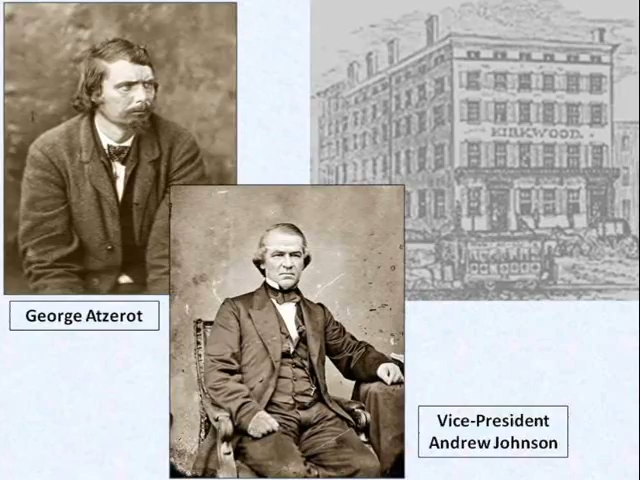 KIRKWOOD
George Atzerot
Vice-President
Andrew Johnson